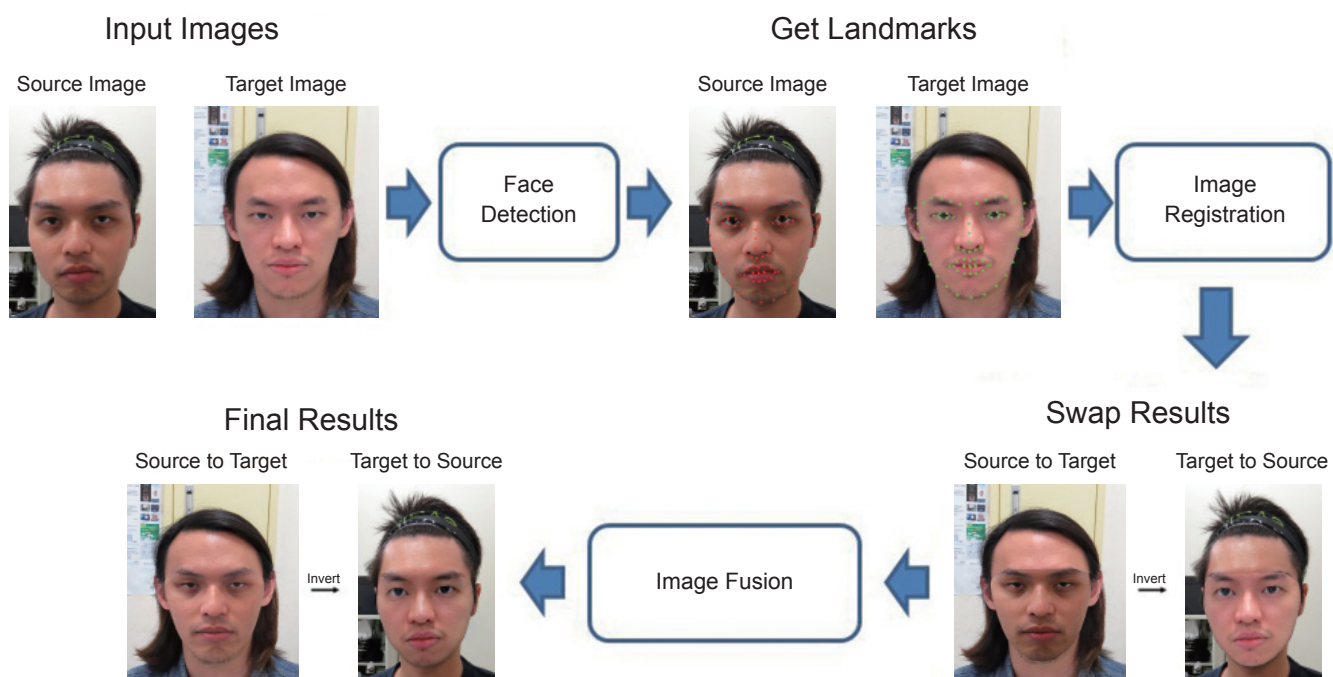 Input Images
Get Landmarks
Source Image
Target Image
Source Image
Target Image
Face
Detection
Image
Registration
Final Results
Swap Results
Source to Target
Target to Source
Source to Target
Target to Source
Invert
Image Fusion
Invert